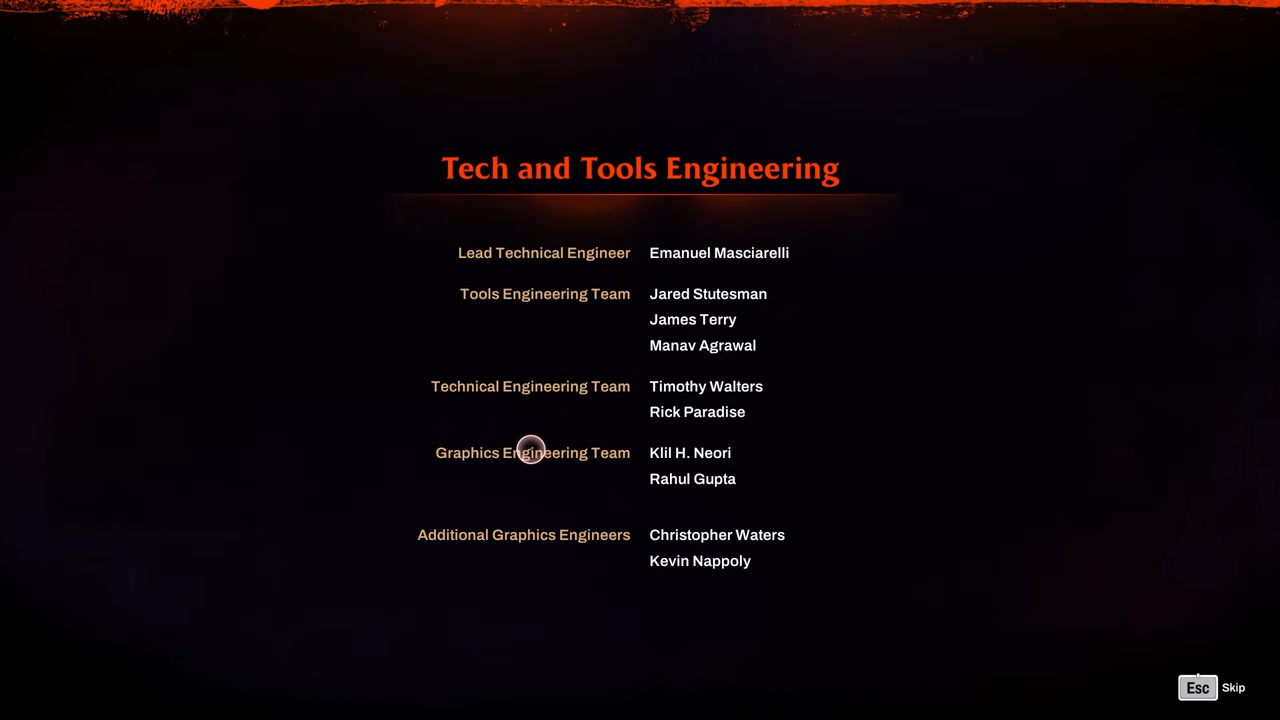 Tech and Tools Engineering
Lead Technical Engineer Emanuel Masciarelli
Tools Engineering Team Jared Stutesman
James Terry
Manav Agrawal
Technical Engineering Team Timothy Walters
Rick Paradise
Graphics Engineering Team Klil H. Neori
Rahul Gupta
Additional Graphics Engineers Christopher Waters
Kevin Nappoly
Esc Skip